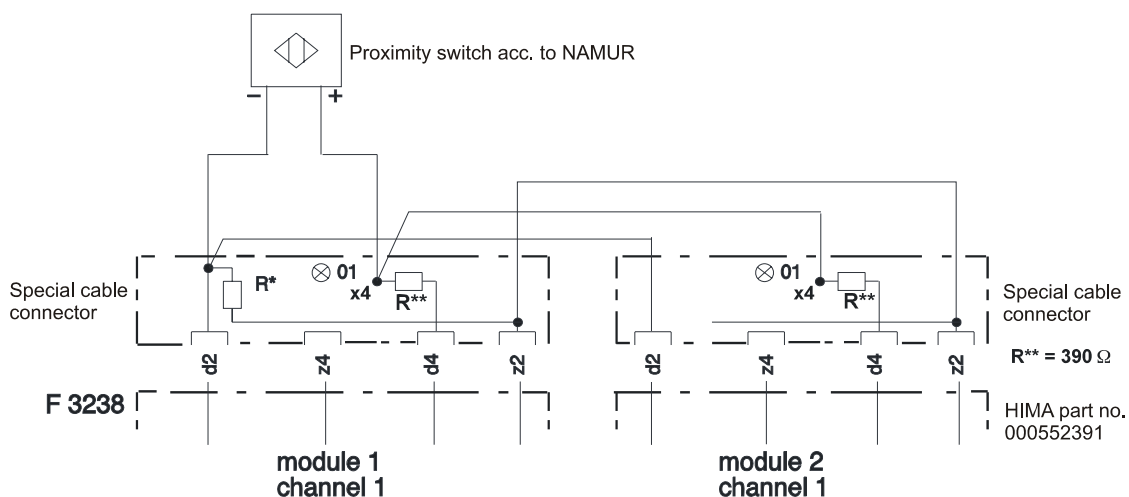 Proximity switch acc. to NAMUR
− +
Special cable
connector
R*
01
x4
R**
d2 z4 d4 z2
F 3238
module 1
channel 1
01
x4
R**
d2 z4 d4 z2
module 2
channel 1
Special cable
connector
R** = 390 Ω
HIMA part no.
000552391